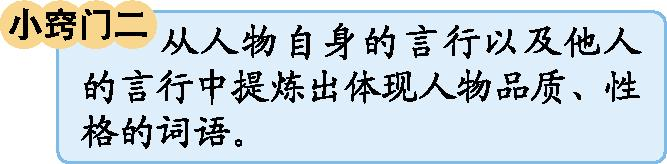 小窍门二
从人物自身的言行以及他人
的言行中提炼出体现人物品质、性
格的词语。